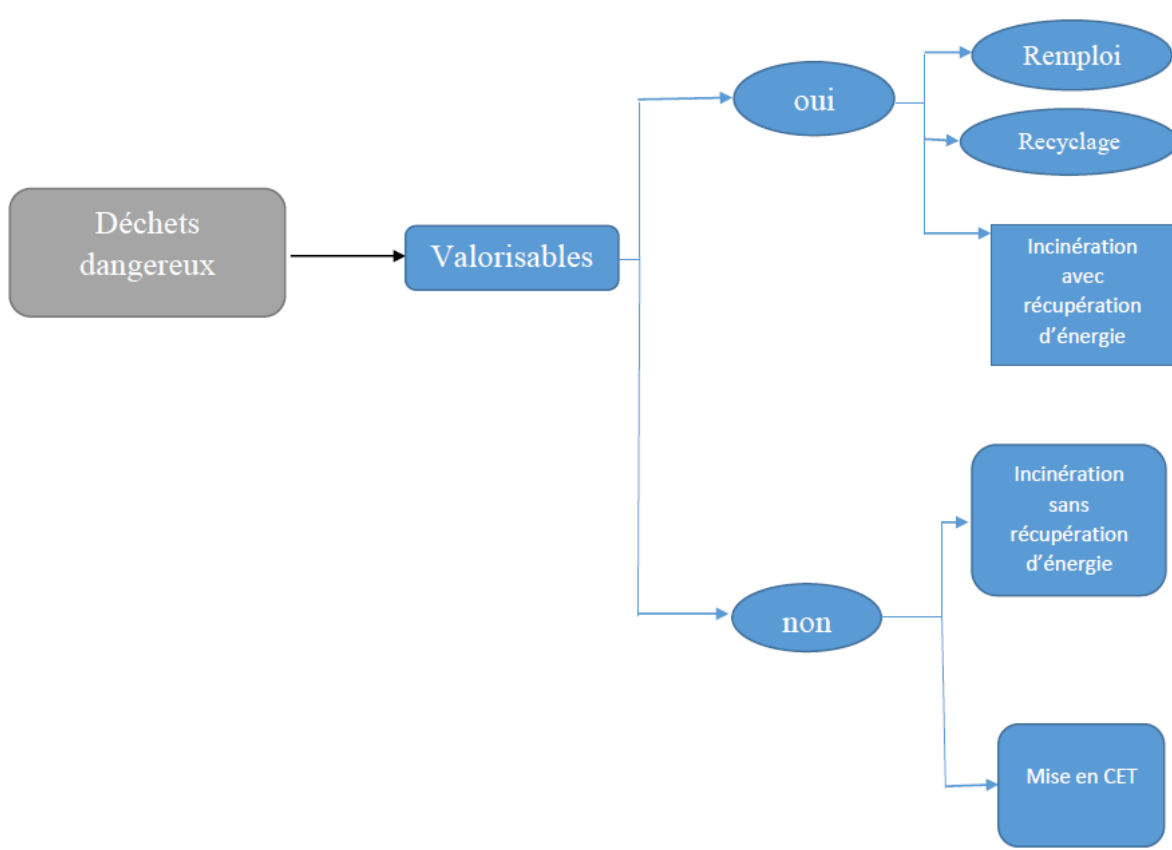 Déchets
dangereux
Valorisables
oui
Remploi
Recyclage
Incinération
avec
récupération
d'énergie
non
Incinération
sans
récupération
d'énergie
Mise en CET